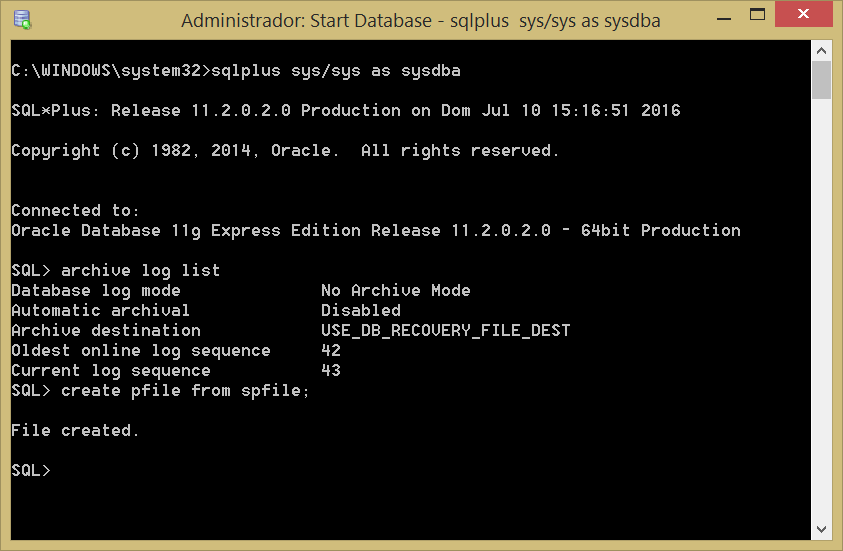 Administrador: Start Database - sqlplus  sys/sys as sysdba
C:\WINDOWS\system32>sqlplus sys/sys as sysdba
SQL*Plus: Release 11.2.0.2.0 Production on Dom Jul 10 15:16:51 2016
Copyright (c) 1982, 2014, Oracle.  All rights reserved.
Connected to:
Oracle Database 11g Express Edition Release 11.2.0.2.0 - 64bit Production
SQL> archive log list
Database log mode              No Archive Mode
Automatic archival             Disabled
Archive destination            USE_DB_RECOVERY_FILE_DEST
Oldest online log sequence     42
Current log sequence           43
SQL> create pfile from spfile;
File created.
SQL>